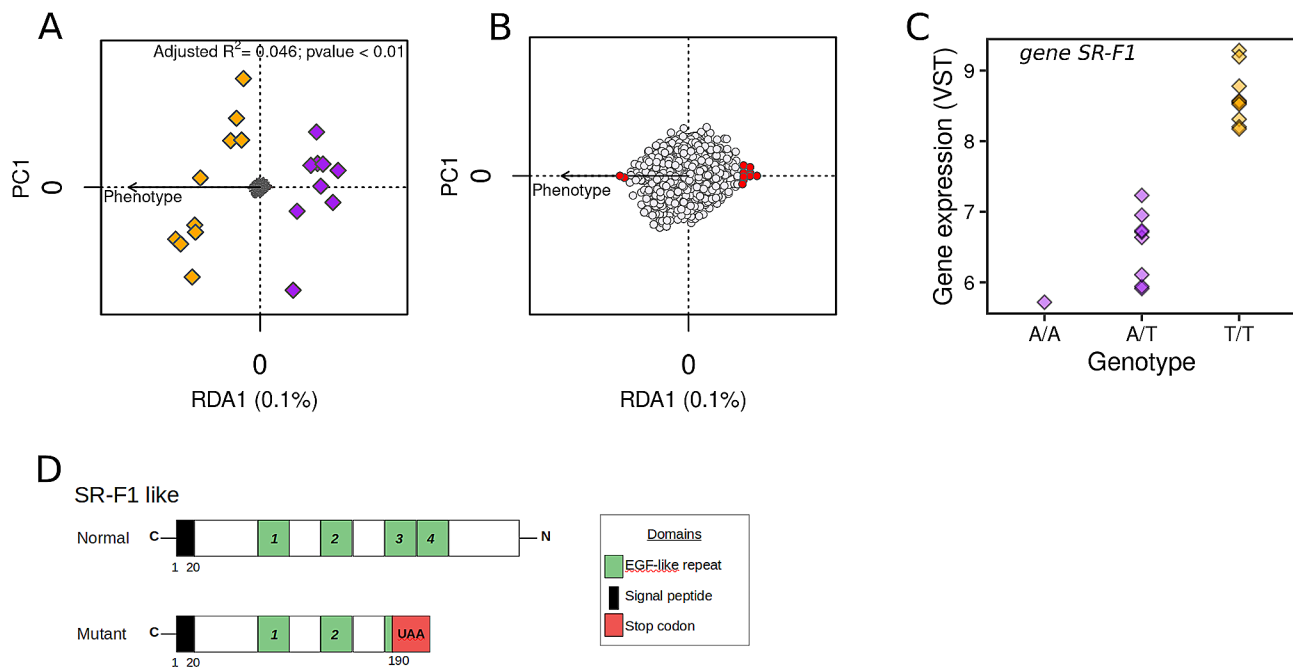 A
Adjusted R²= 0.046; pvalue < 0.01
PC1
0
Phenotype
0
RDA1 (0.1%)
B
PC1
0
Phenotype
0
RDA1 (0.1%)
C
gene SR-F1
Gene expression (VST)
9
8
7
6
A/A A/T T/T
Genotype
D
SR-F1 like
Normal C 1 2 3 4 N
1 20
Mutant C 1 2 UAA
1 20 190
Domains
EGF-like repeat
Signal peptide
Stop codon